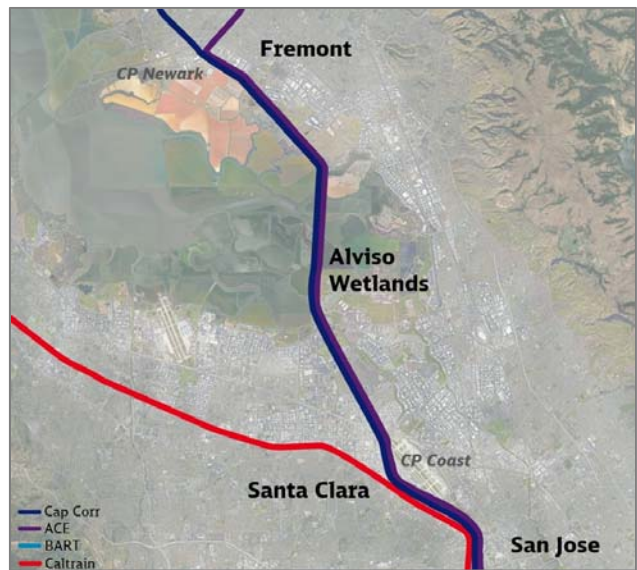 Fremont
CP Newark
Alviso
Wetlands
CP Coast
Santa Clara
San Jose
Cap Corr
ACE
BART
Caltrain